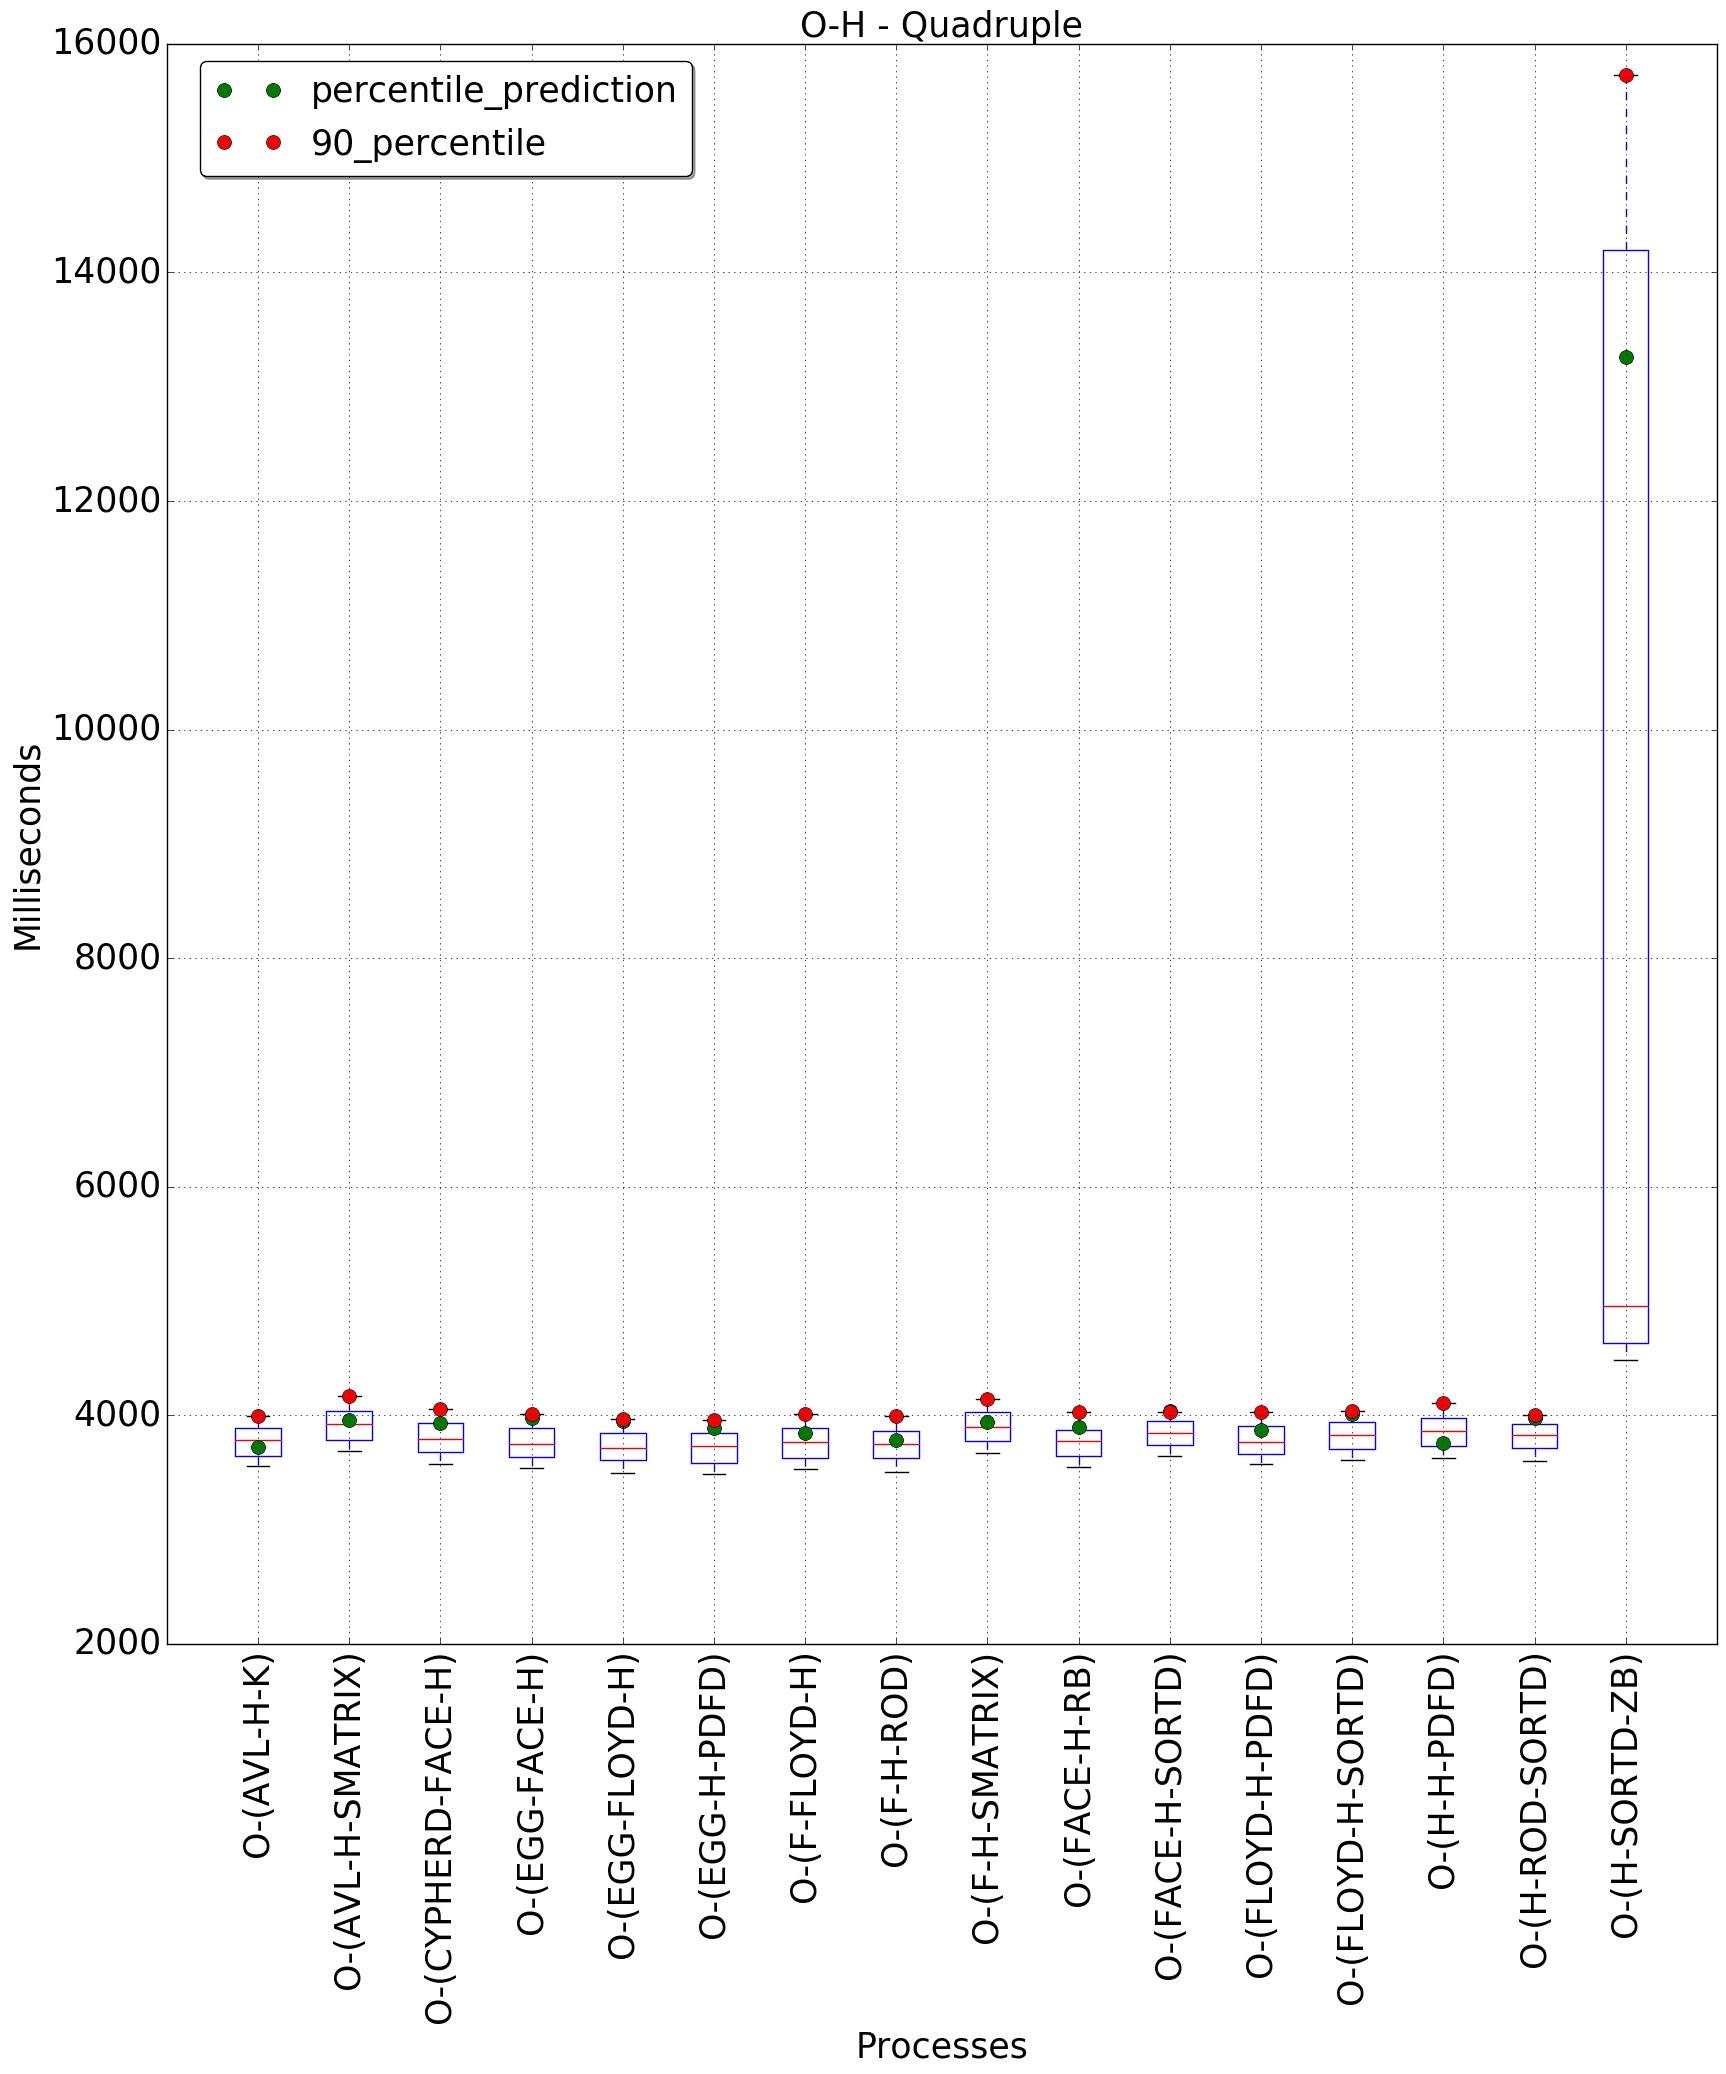 O-H - Quadruple
percentile_prediction
90_percentile
16000
14000
12000
10000
8000
6000
4000
2000
Milliseconds
O-(AVL-H-K)
O-(AVL-H-SMATRIX)
O-(CYPHERD-FACE-H)
O-(EGG-FACE-H)
O-(EGG-FLOYD-H)
O-(EGG-H-PDFD)
O-(F-FLOYD-H)
O-(F-H-ROD)
O-(F-H-SMATRIX)
O-(FACE-H-RB)
O-(FACE-H-SORTD)
O-(FLOYD-H-PDFD)
O-(FLOYD-H-SORTD)
O-(H-H-PDFD)
O-(H-ROD-SORTD)
O-(H-SORTD-ZB)
Processes